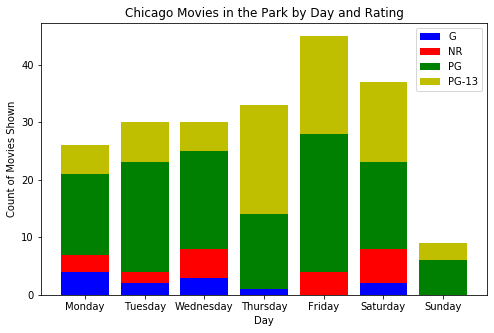 Chicago Movies in the Park by Day and Rating
G
NR
PG
PG-13
Count of Movies Shown
40
30
20
10
0
Monday Tuesday Wednesday Thursday Friday Saturday Sunday
Day